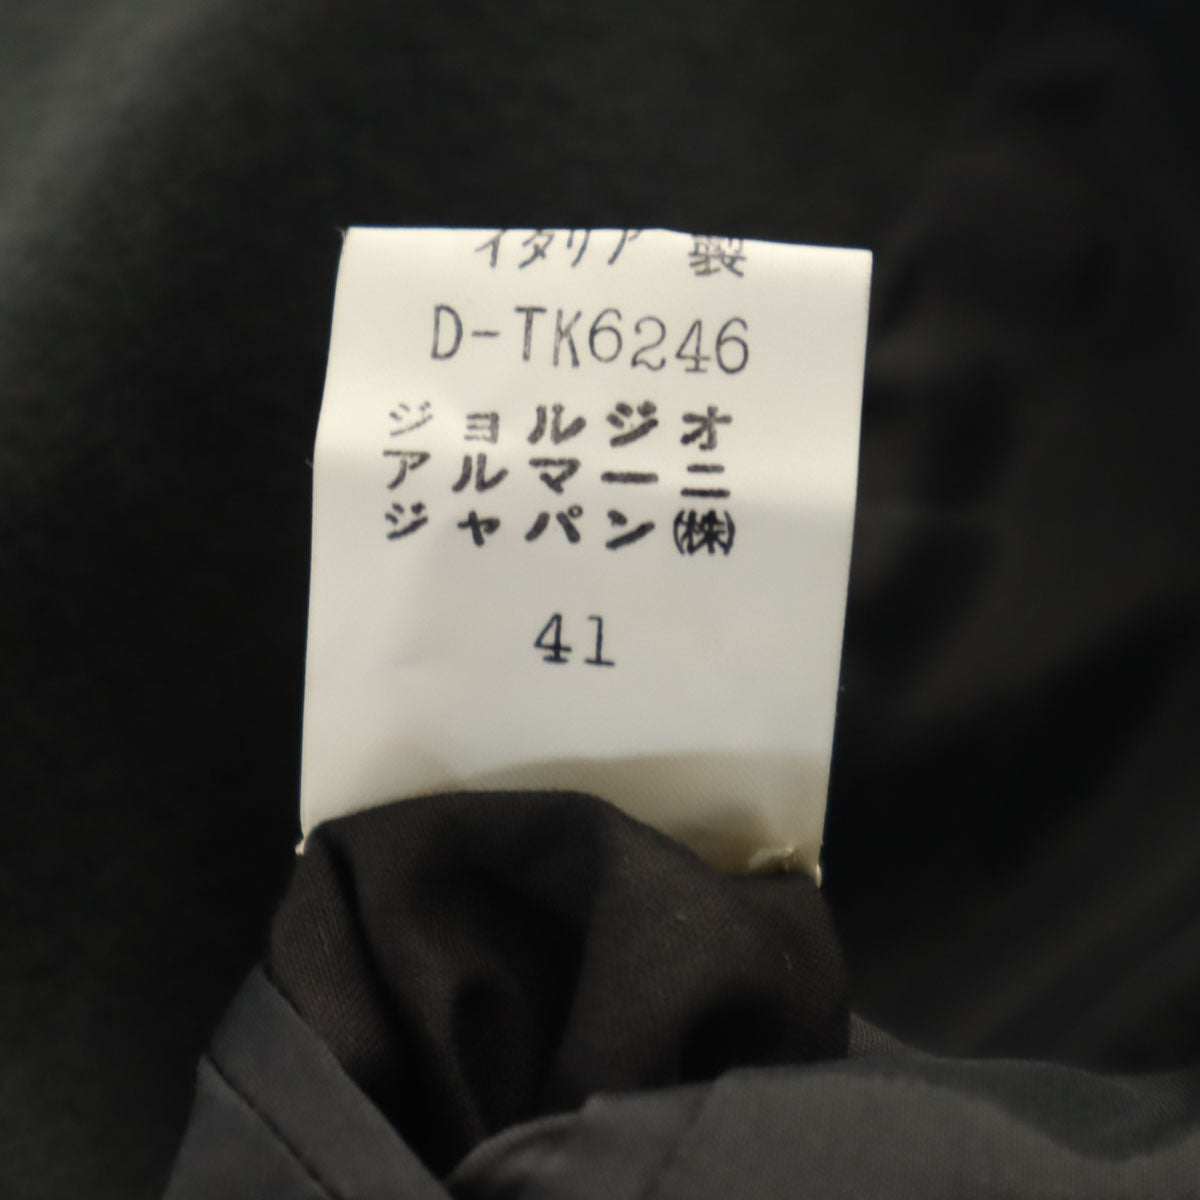 イタリア 製
D-TK6246
ジョルジオ
アルマーニ
ジャパン(株)
41